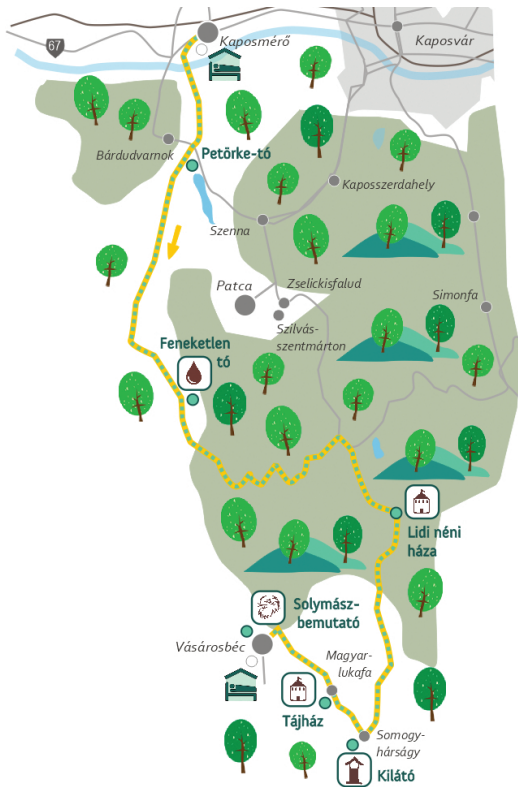 67
Kaposmérő
Kaposvár
Bárdudvarnok
Petörke-tó
Kaposszerdahely
Szenna
Patca
Zselickisfalud
Simonfa
Szilvás-
szentmárton
Feneketlen
tó
Lidi néni
háza
Solymász-
bemutató
Vásárosbéc
Magyar-
lukafa
Tájház
Somogy-
hárságy
Kilátó